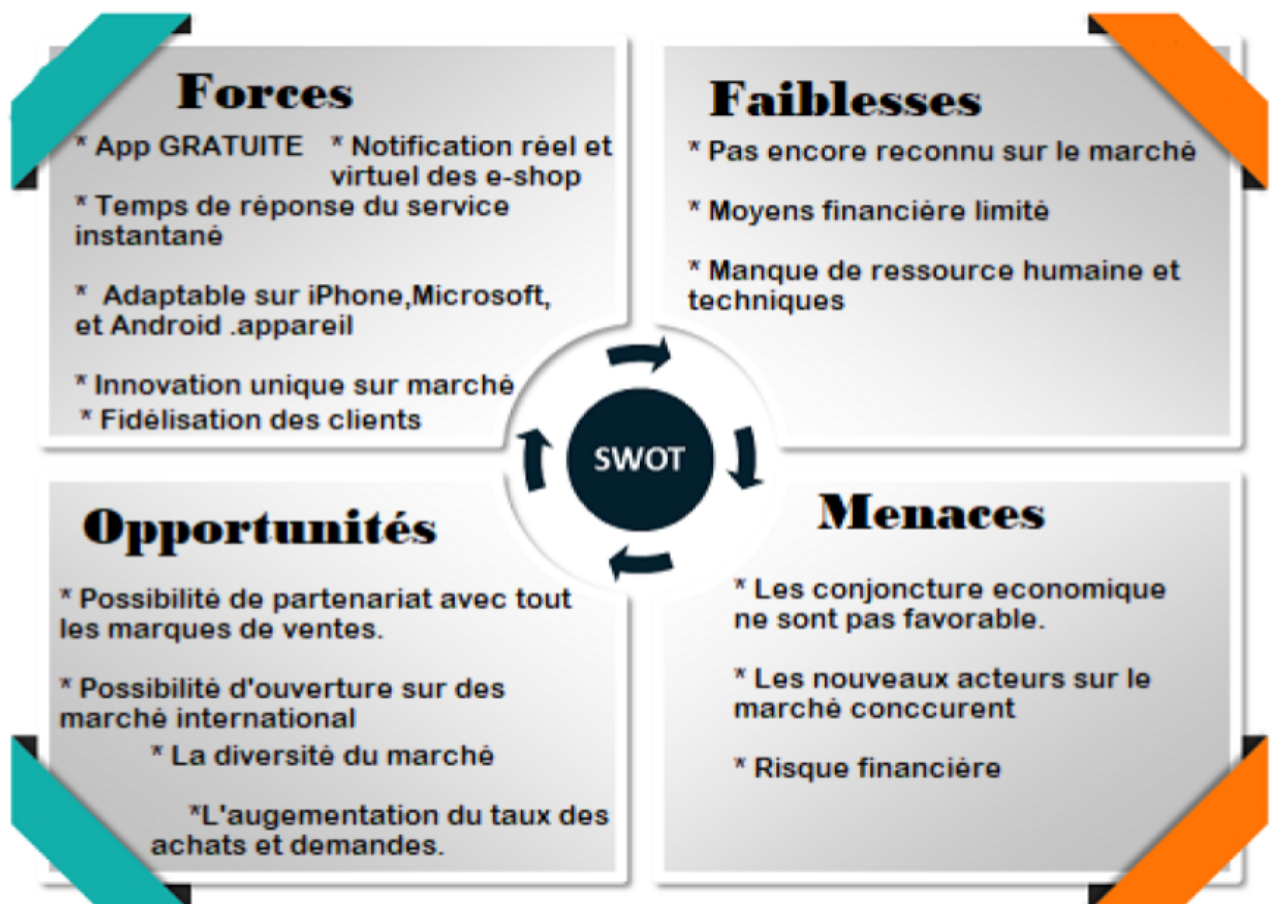 Forces
* App GRATUITE * Notification réel et
virtuel des e-shop
* Temps de réponse du service
instantané
* Adaptable sur iPhone,Microsoft,
et Android .appareil
* Innovation unique sur marché
* Fidélisation des clients
Faiblesses
* Pas encore reconnu sur le marché
* Moyens financiére limité
* Manque de ressource humaine et
techniques
SWOT
Opportunités
* Possibilité de partenariat avec tout
les marques de ventes.
* Possibilité d'ouverture sur des
marché international
* La diversité du marché
*L'augementation du taux des
achats et demandes.
Menaces
* Les conjoncture economique
ne sont pas favorable.
* Les nouveaux acteurs sur le
marché conccurent
* Risque financiére